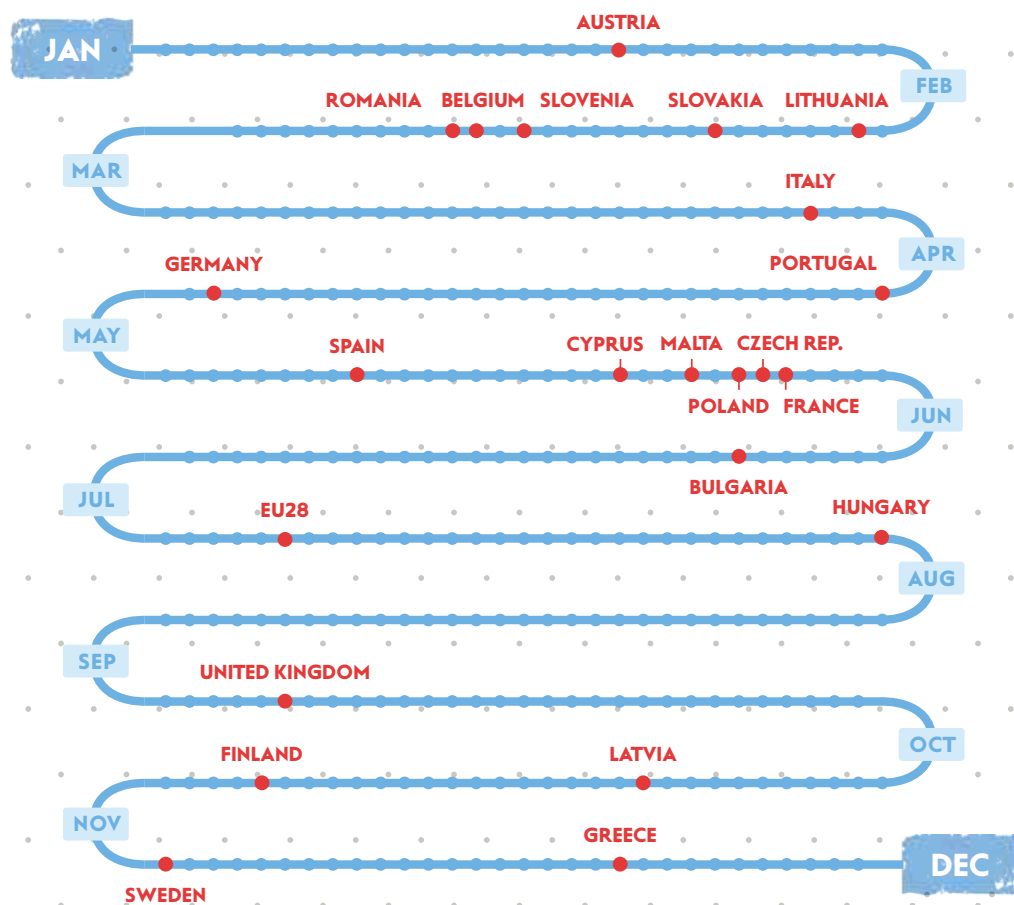 AUSTRIA
JAN
FEB
ROMANIA BELGIUM SLOVENIA SLOVAKIA LITHUANIA
MAR
ITALY
APR
GERMANY PORTUGAL
MAY
SPAIN CYPRUS MALTA CZECH REP.
POLAND FRANCE
JUN
BULGARIA
JUL
EU28 HUNGARY
AUG
SEP
UNITED KINGDOM
OCT
FINLAND LATVIA
NOV
GREECE
DEC
SWEDEN